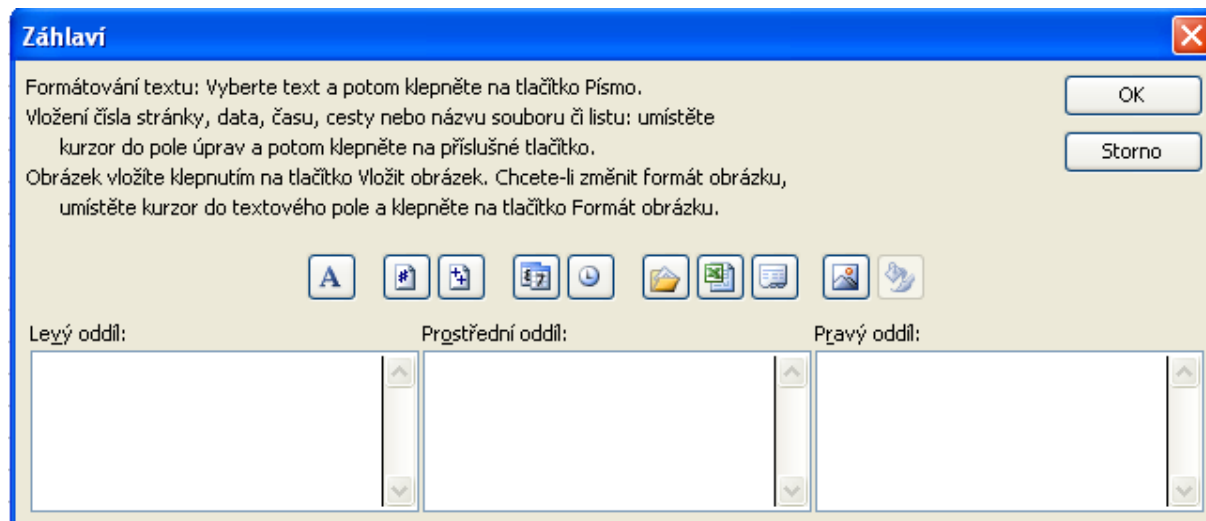 Záhlaví
Formátování textu: Vyberte text a potom klepněte na tlačítko Písmo.
Vložení čísla stránky, data, času, cesty nebo názvu souboru či listu: umístěte
kurzor do pole úprav a potom klepněte na příslušné tlačítko.
Obrázek vložíte klepnutím na tlačítko Vložit obrázek. Chcete-li změnit formát obrázku,
umístěte kurzor do textového pole a klepněte na tlačítko Formát obrázku.
OK
Storno
A
Levý oddíl:
Prostřední oddíl:
Pravý oddíl: